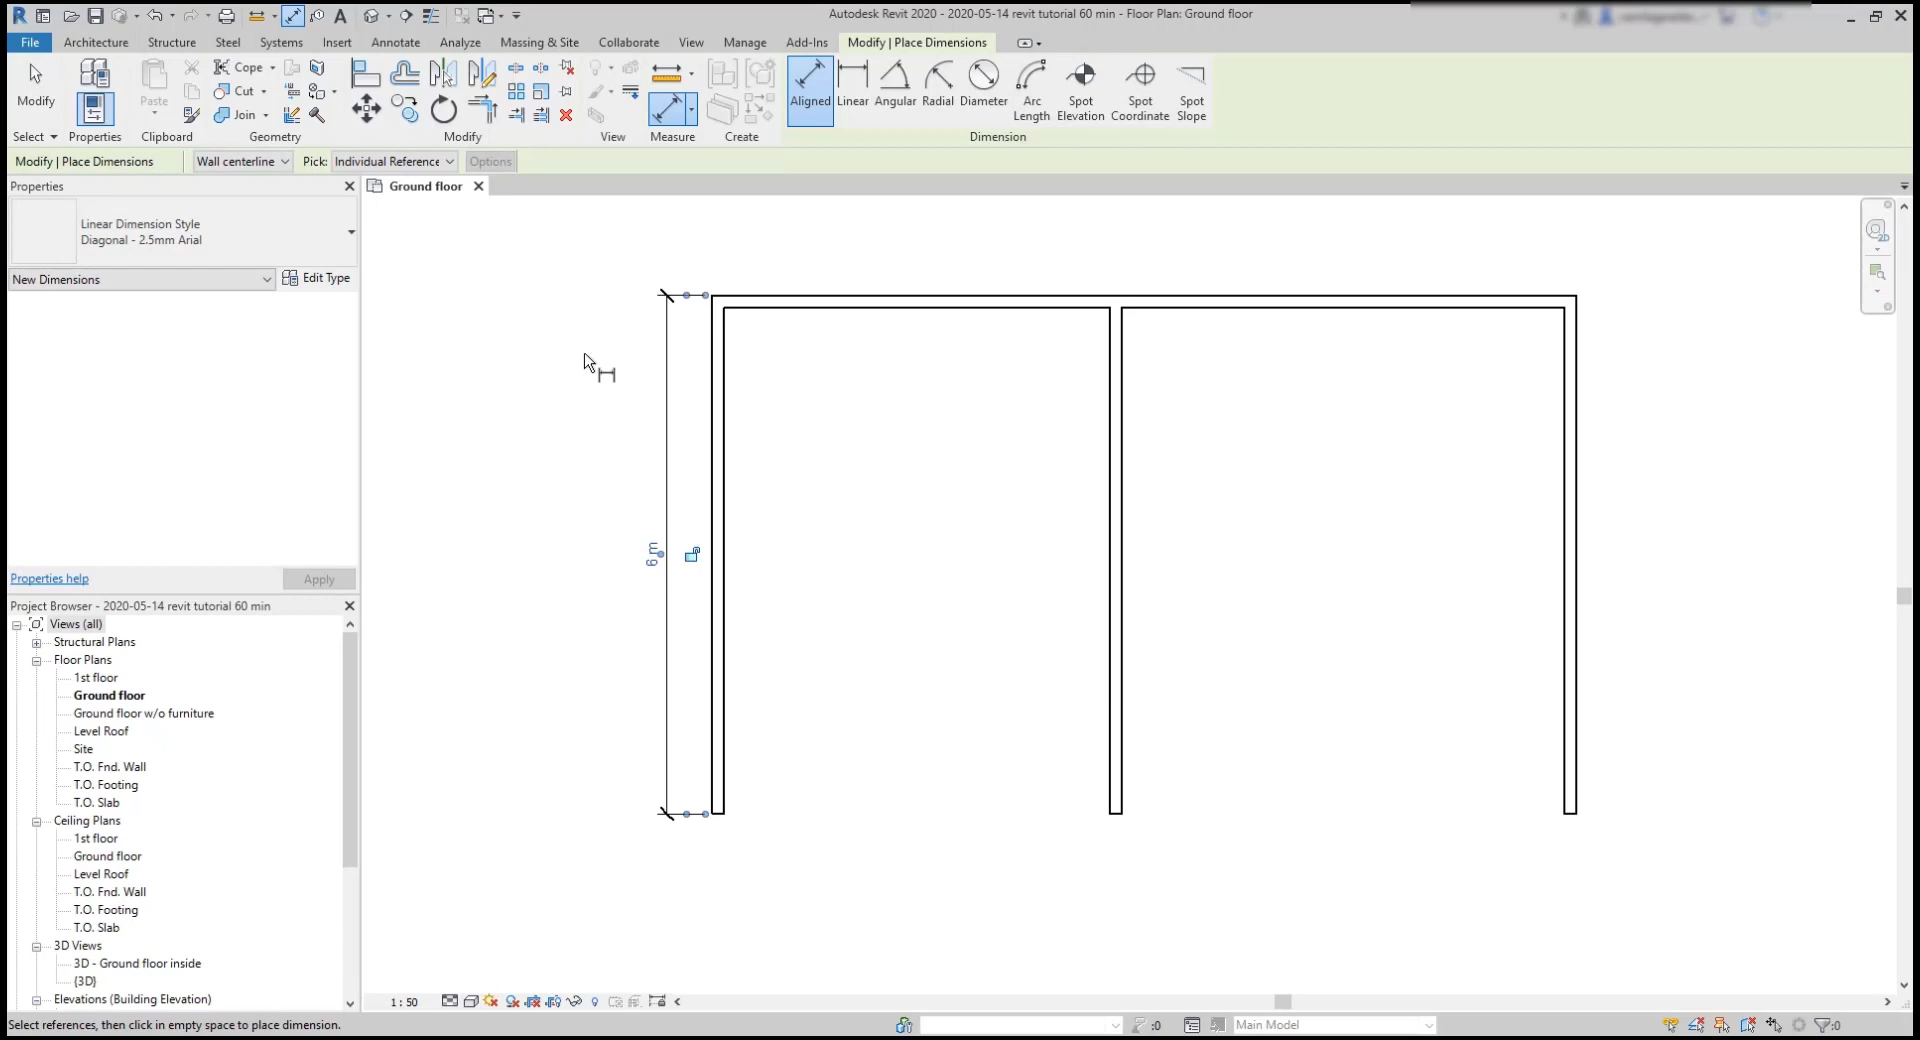 Autodesk Revit 2020 - 2020-05-14 revit tutorial 60 min - Floor Plan: Ground floor
File Architecture Structure Steel Systems Insert Annotate Analyze Massing & Site Collaborate View Manage Add-Ins Modify | Place Dimensions
Modify
Select
Properties
Paste
Clipboard
Cope
Cut
Join
Geometry
Modify
View
Measure
Create
Aligned
Linear
Angular
Radial
Diameter
Arc
Length
Spot
Elevation
Spot
Coordinate
Spot
Slope
Dimension
Modify | Place Dimensions Wall centerline Pick: Individual Reference Options
Properties
Linear Dimension Style
Diagonal - 2.5mm Arial
New Dimensions Edit Type
Properties help Apply
Project Browser - 2020-05-14 revit tutorial 60 min
Views (all)
Structural Plans
Floor Plans
1st floor
Ground floor
Ground floor w/o furniture
Level Roof
Site
T.O. Fnd. Wall
T.O. Footing
T.O. Slab
Ceiling Plans
1st floor
Ground floor
Level Roof
T.O. Fnd. Wall
T.O. Footing
T.O. Slab
3D Views
3D - Ground floor inside
{3D}
Elevations (Building Elevation)
Ground floor
2D
6 m
1 : 50
Select references, then click in empty space to place dimension.
:0
Main Model
:0